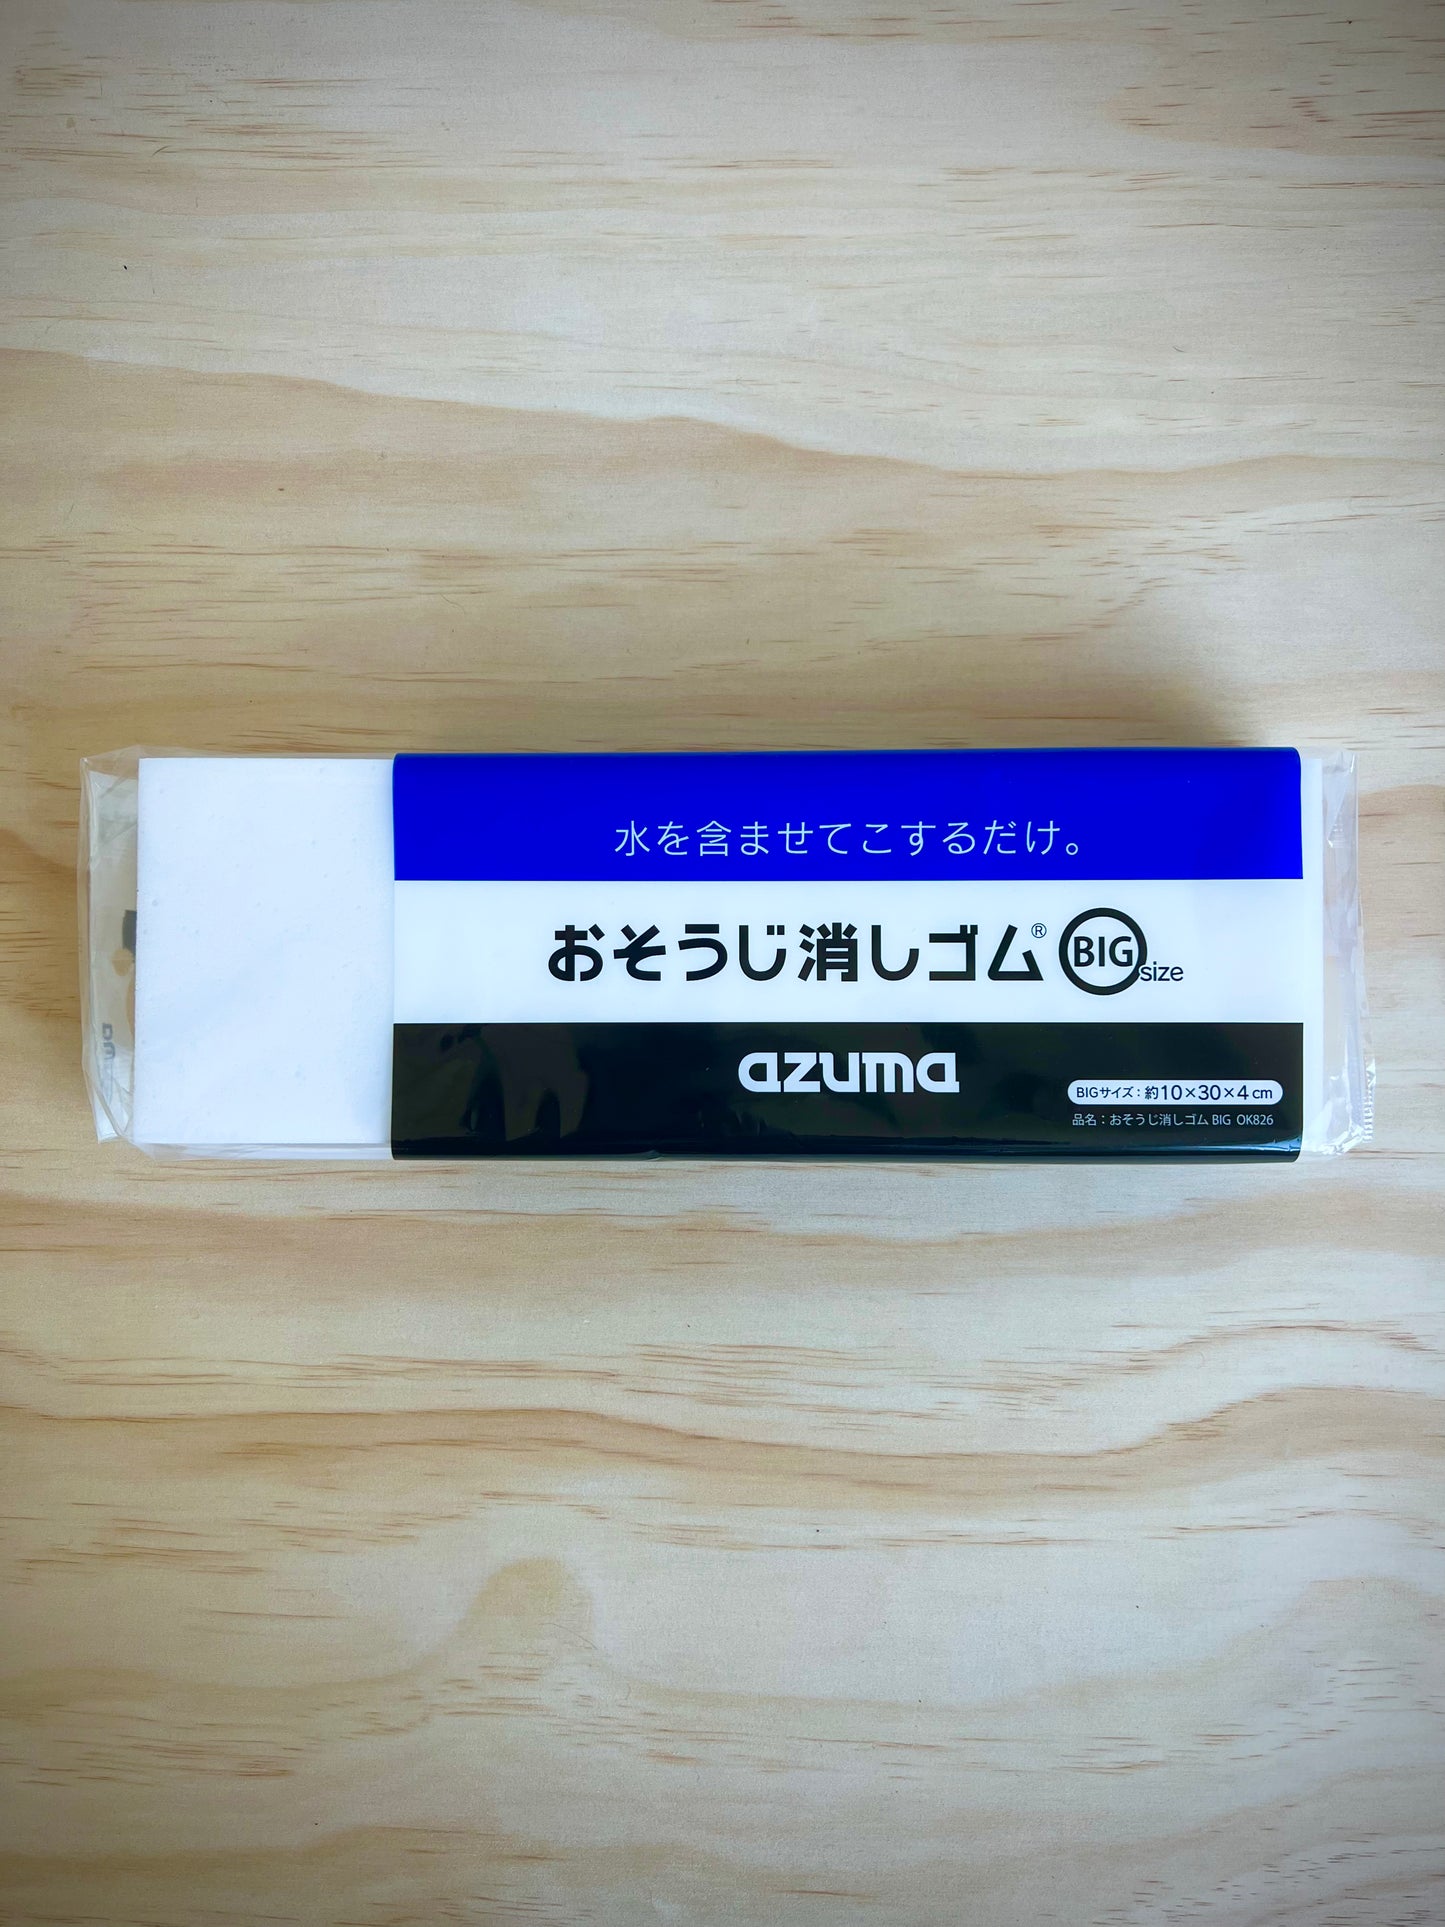 水を含ませてこするだけ。
おそうじ消しゴム® BIG size
azuma
BIGサイズ：約10×30×4cm
品名：おそうじ消しゴム BIG OK826